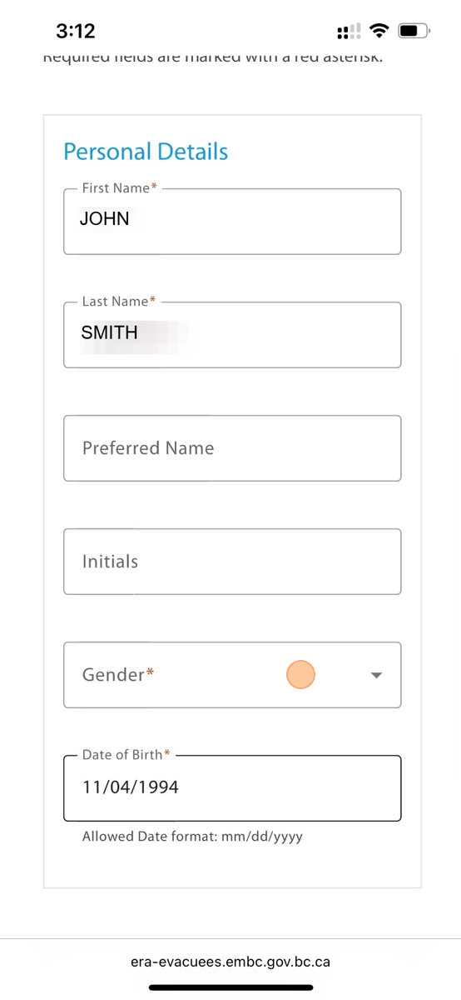 3:12
Required fields are marked with a red asterisk.
Personal Details
First Name*
JOHN
Last Name*
SMITH
Preferred Name
Initials
Gender*
Date of Birth*
11/04/1994
Allowed Date format: mm/dd/yyyy
era-evacuees.embc.gov.bc.ca